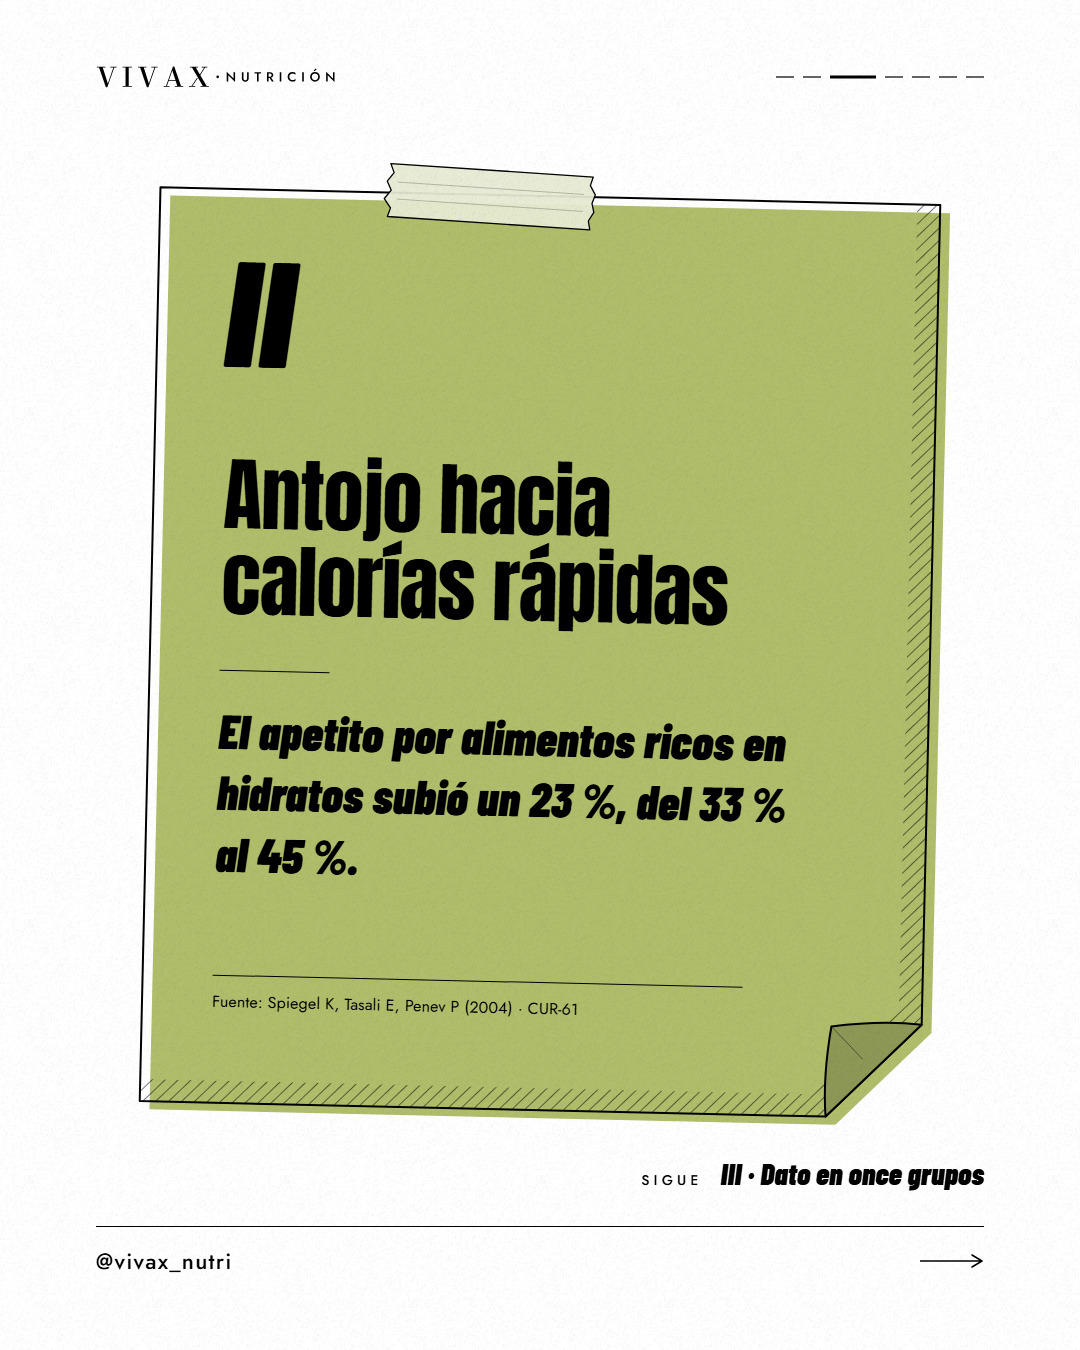 VIVAX · NUTRICIÓN
II
Antojo hacia
calorías rápidas
El apetito por alimentos ricos en
hidratos subió un 23 %, del 33 %
al 45 %.
Fuente: Spiegel K, Tasali E, Penev P (2004) · CUR-61
SIGUE III · Dato en once grupos
@vivax_nutri